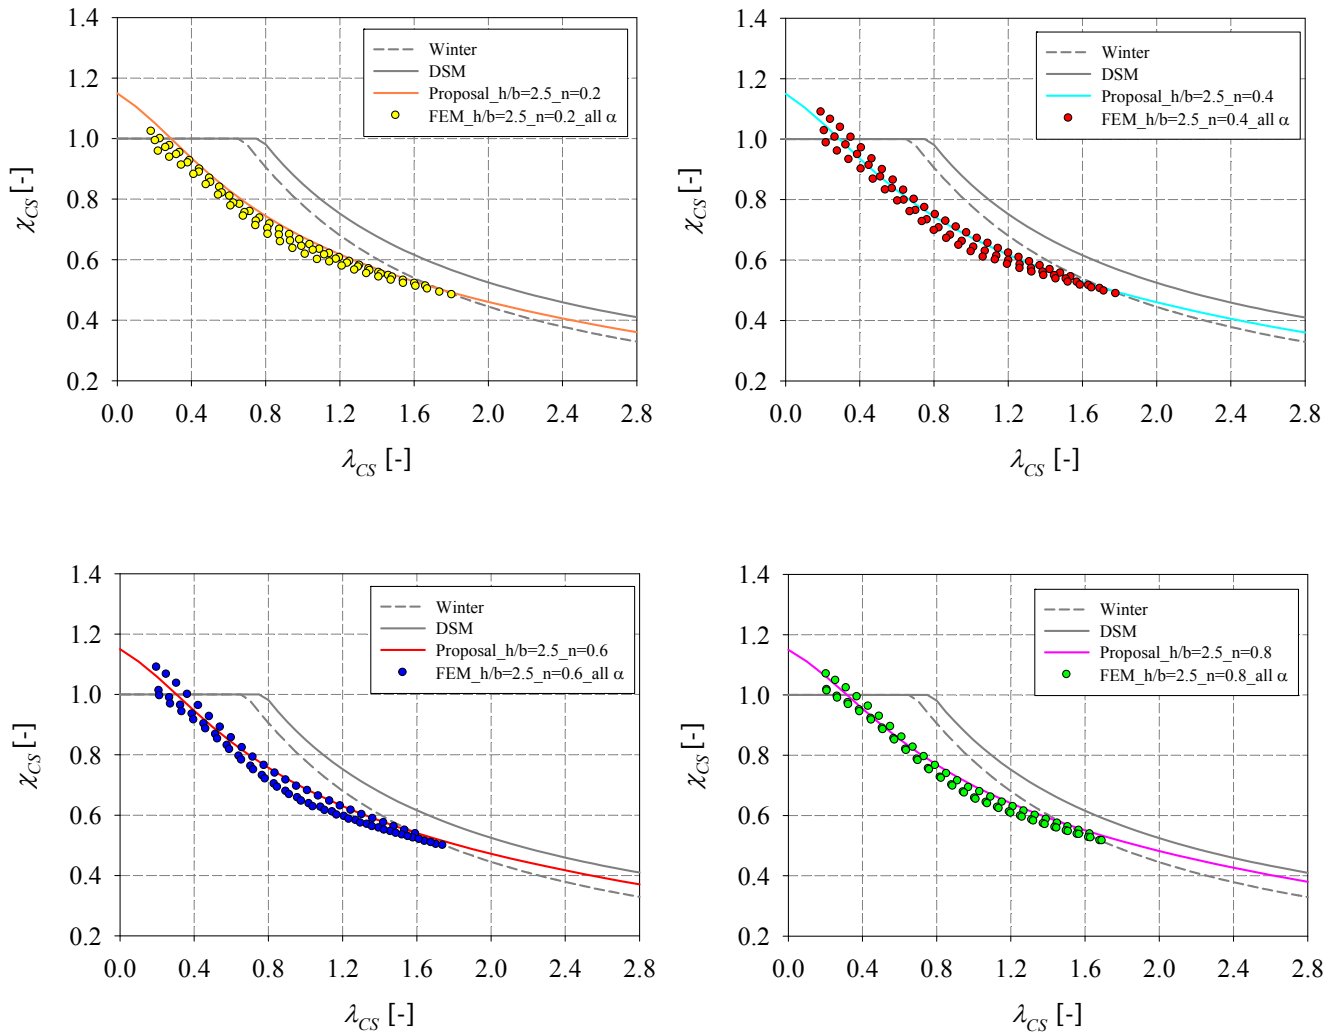 1.4
1.2
1.0
0.8
0.6
0.4
0.2
χCS [-]
0.0 0.4 0.8 1.2 1.6 2.0 2.4 2.8
λCS [-]
Winter
DSM
Proposal_h/b=2.5_n=0.2
FEM_h/b=2.5_n=0.2_all α
1.4
1.2
1.0
0.8
0.6
0.4
0.2
χCS [-]
0.0 0.4 0.8 1.2 1.6 2.0 2.4 2.8
λCS [-]
Winter
DSM
Proposal_h/b=2.5_n=0.4
FEM_h/b=2.5_n=0.4_all α
1.4
1.2
1.0
0.8
0.6
0.4
0.2
χCS [-]
0.0 0.4 0.8 1.2 1.6 2.0 2.4 2.8
λCS [-]
Winter
DSM
Proposal_h/b=2.5_n=0.6
FEM_h/b=2.5_n=0.6_all α
1.4
1.2
1.0
0.8
0.6
0.4
0.2
χCS [-]
0.0 0.4 0.8 1.2 1.6 2.0 2.4 2.8
λCS [-]
Winter
DSM
Proposal_h/b=2.5_n=0.8
FEM_h/b=2.5_n=0.8_all α